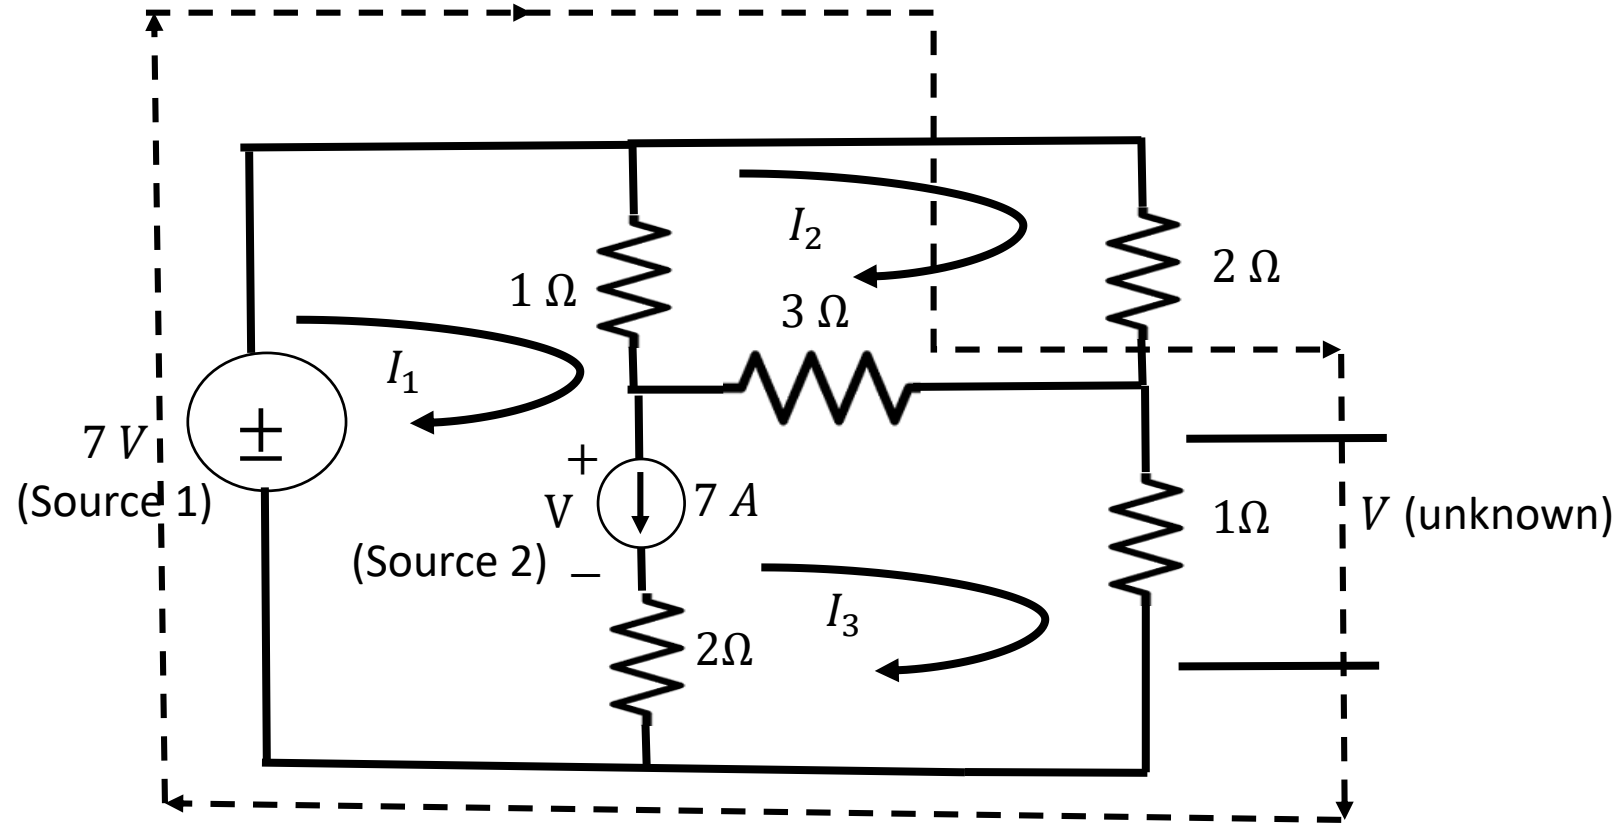 I₂
2 Ω
1 Ω
3 Ω
I₁
7 V
(Source 1)
±
+
V
−
7 A
(Source 2)
1Ω
V (unknown)
I₃
2Ω